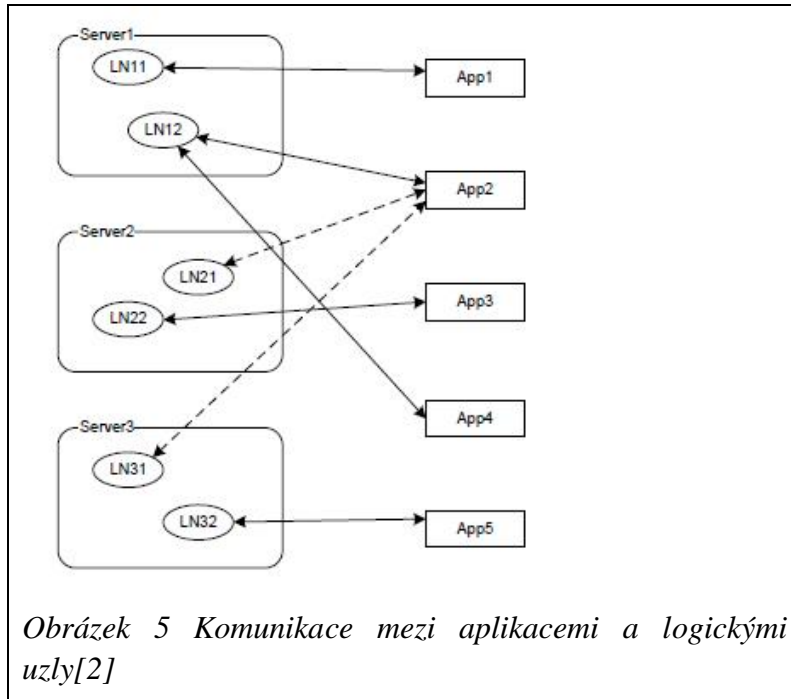 Server1
LN11
App1
LN12
App2
Server2
LN21
LN22
App3
App4
Server3
LN31
LN32
App5
Obrázek 5 Komunikace mezi aplikacemi a logickými
uzly[2]